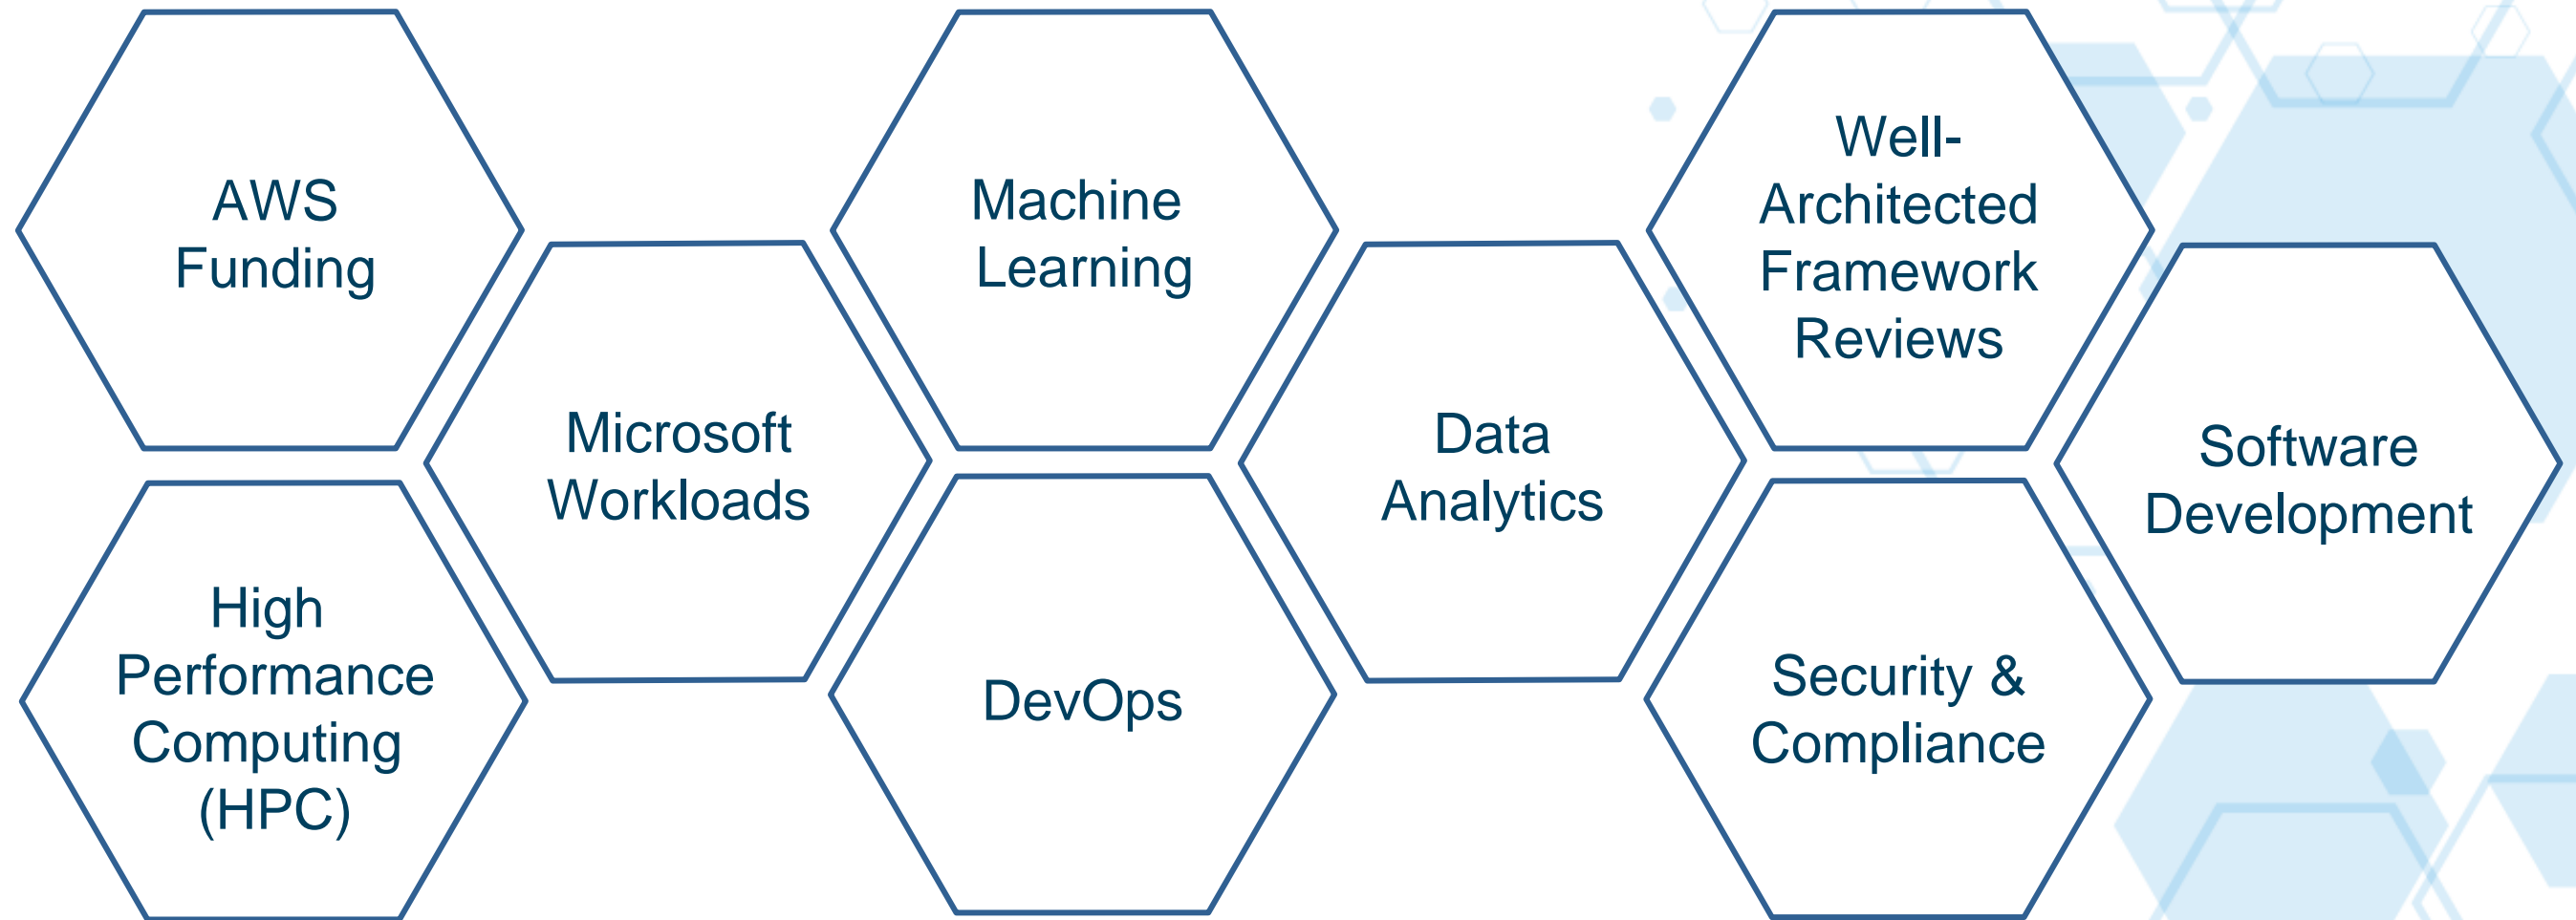 AWS
Funding
High
Performance
Computing
(HPC)
Microsoft
Workloads
Machine
Learning
DevOps
Data
Analytics
Well-
Architected
Framework
Reviews
Security &
Compliance
Software
Development